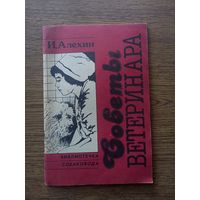 И. Алехин
Советы
ВЕТЕРИНАРА
БИБЛИОТЕЧКА
СОБАКОВОДА